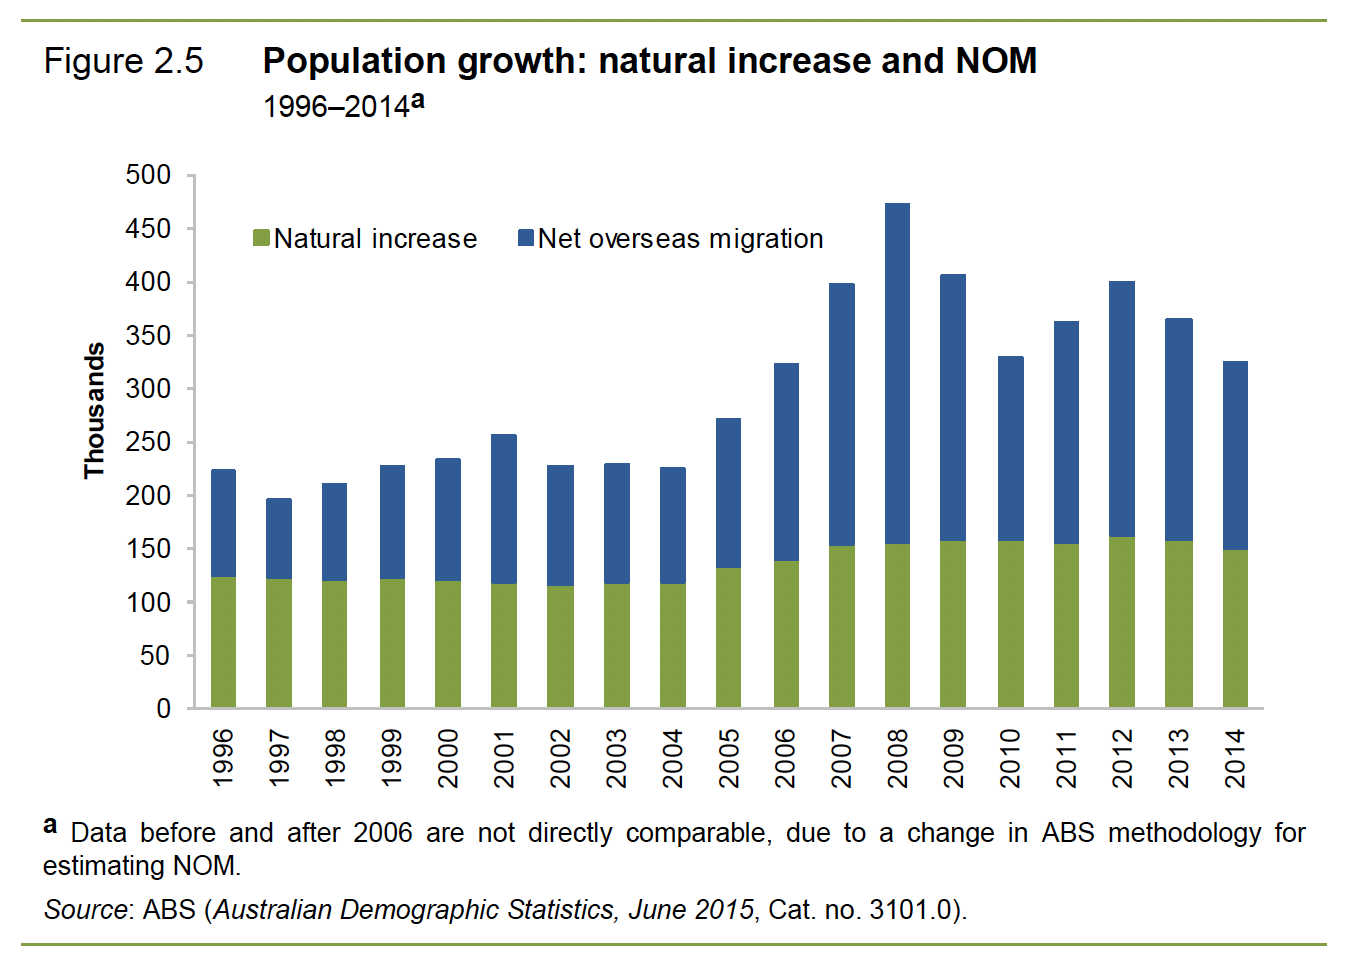 Figure 2.5 Population growth: natural increase and NOM
1996–2014a
500
450
400
350
300
250
200
150
100
50
0
Thousands
Natural increase Net overseas migration
1996 1997 1998 1999 2000 2001 2002 2003 2004 2005 2006 2007 2008 2009 2010 2011 2012 2013 2014
a Data before and after 2006 are not directly comparable, due to a change in ABS methodology for
estimating NOM.
Source: ABS (Australian Demographic Statistics, June 2015, Cat. no. 3101.0).